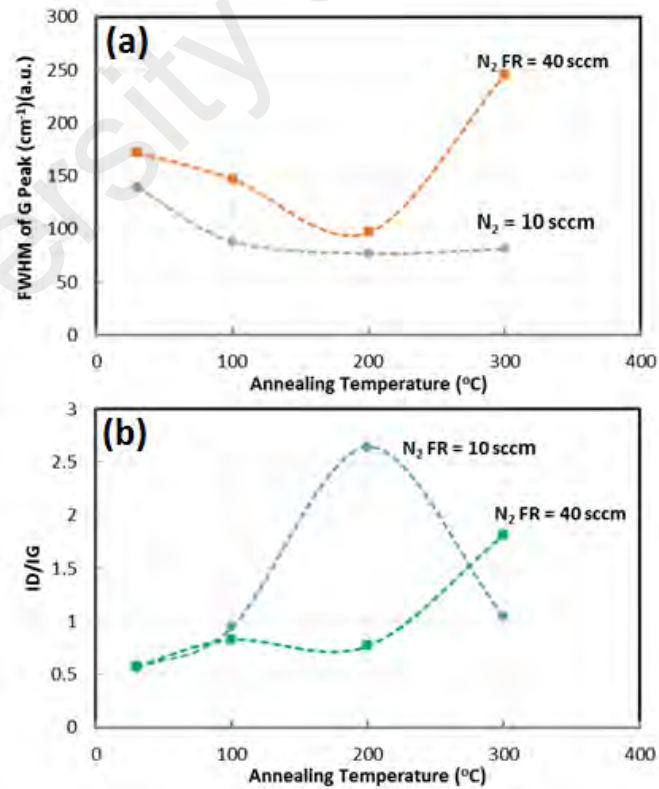 (a)
300
250
200
150
100
50
0
FWHM of G Peak (cm⁻¹)(a.u.)
N₂ FR = 40 sccm
N₂ = 10 sccm
0 100 200 300 400
Annealing Temperature (°C)
(b)
3
2.5
2
1.5
1
0.5
0
ID/IG
N₂ FR = 10 sccm
N₂ FR = 40 sccm
0 100 200 300 400
Annealing Temperature (°C)